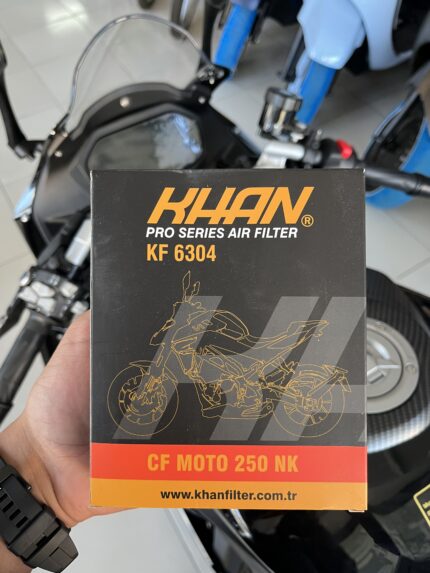 KHAN®
PRO SERIES AIR FILTER
KF 6304
CF MOTO 250 NK
www.khanfilter.com.tr